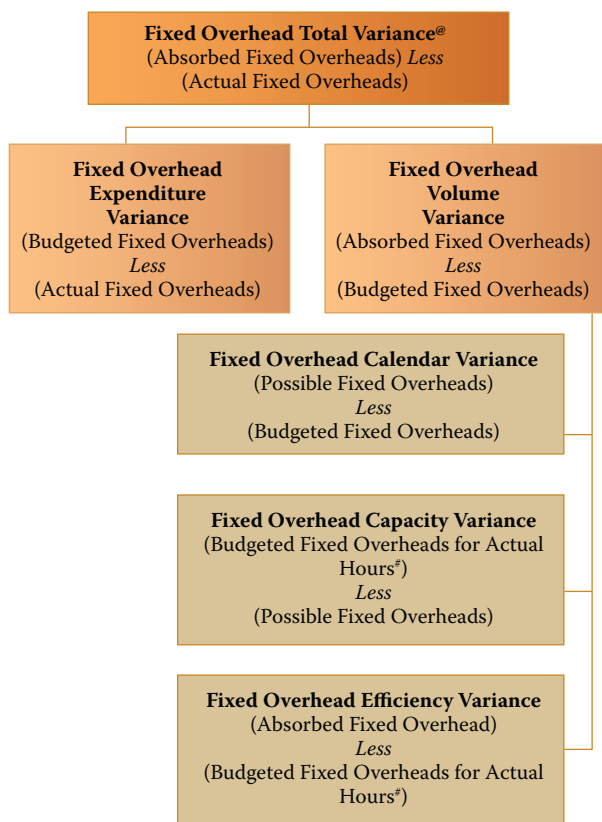 Fixed Overhead Total Variance@
(Absorbed Fixed Overheads) Less
(Actual Fixed Overheads)
Fixed Overhead
Expenditure
Variance
(Budgeted Fixed Overheads)
Less
(Actual Fixed Overheads)
Fixed Overhead
Volume
Variance
(Absorbed Fixed Overheads)
Less
(Budgeted Fixed Overheads)
Fixed Overhead Calendar Variance
(Possible Fixed Overheads)
Less
(Budgeted Fixed Overheads)
Fixed Overhead Capacity Variance
(Budgeted Fixed Overheads for Actual
Hours#)
Less
(Possible Fixed Overheads)
Fixed Overhead Efficiency Variance
(Absorbed Fixed Overhead)
Less
(Budgeted Fixed Overheads for Actual
Hours#)